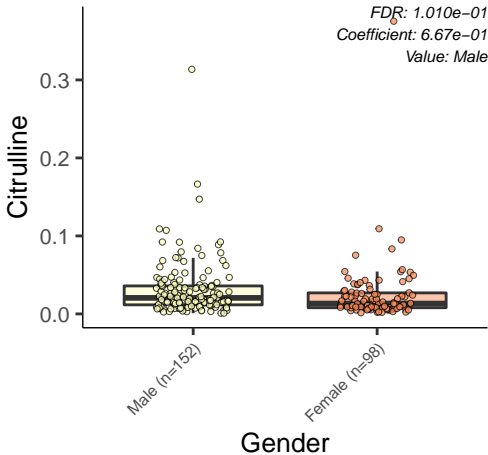 FDR: 1.010e−01
Coefficient: 6.67e−01
Value: Male
Citrulline
0.3
0.2
0.1
0.0
Male (n=152)
Female (n=98)
Gender